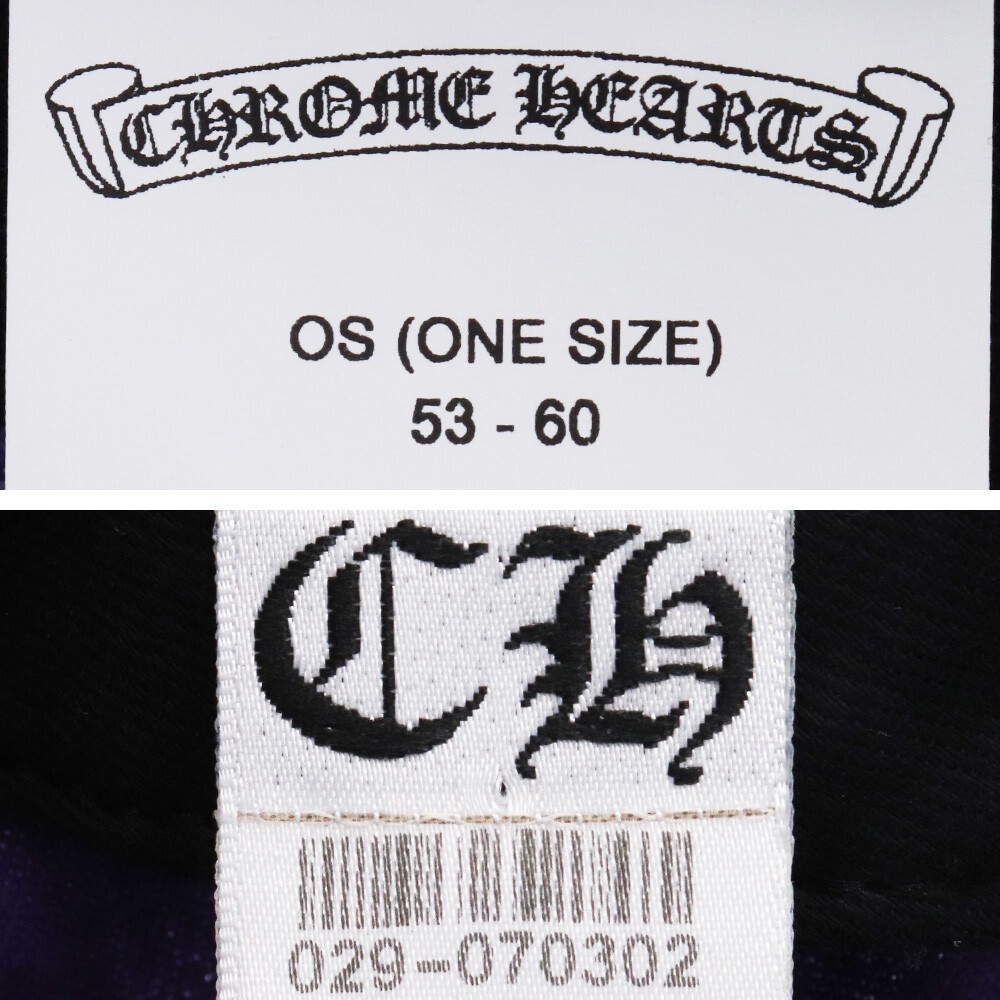 CHROME HEARTS
OS (ONE SIZE)
53 - 60
CH
029-070302